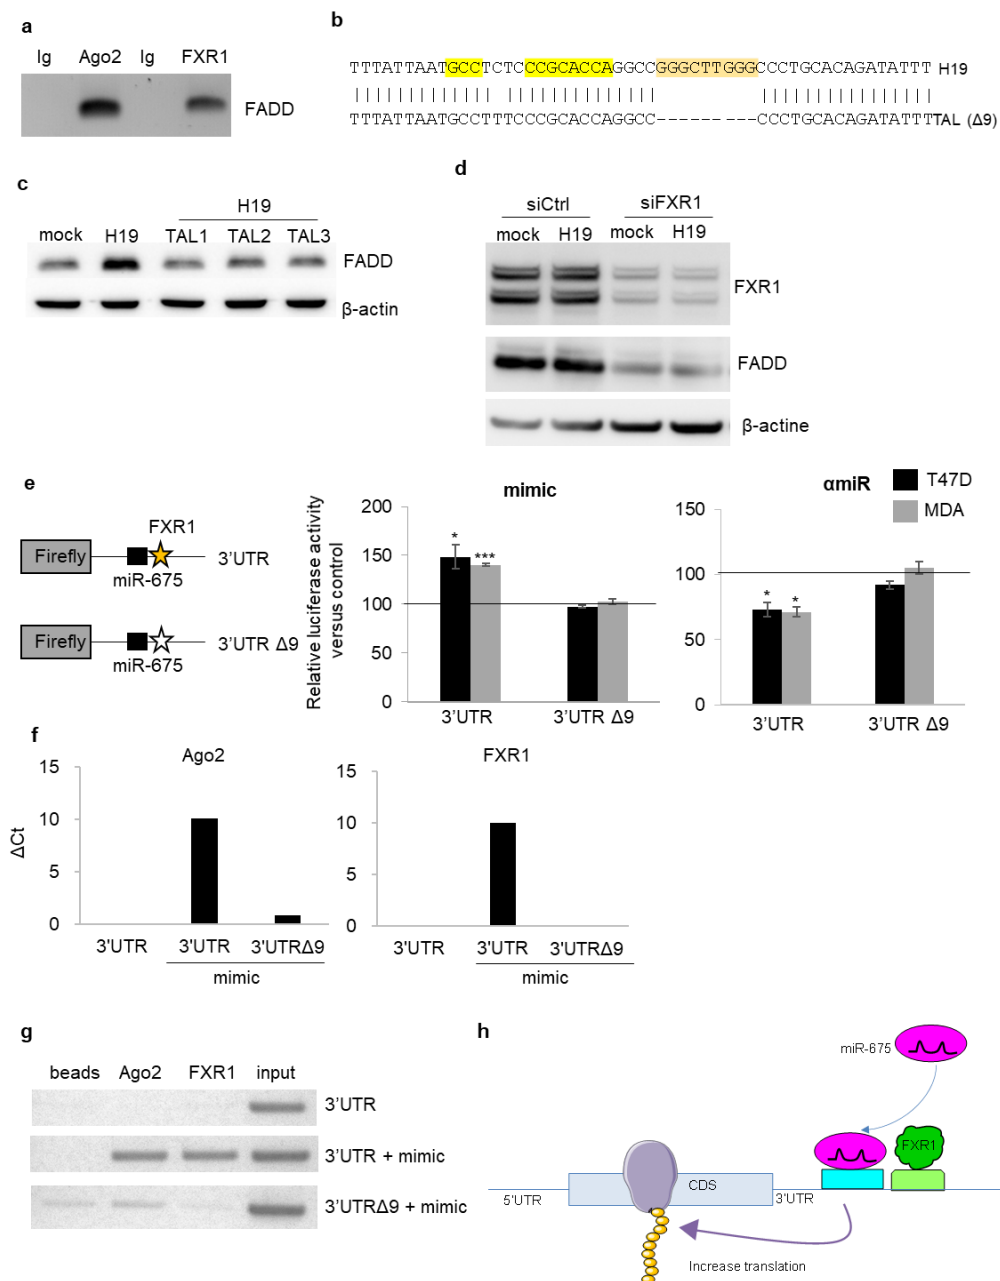 a
Ig Ago2 Ig FXR1
FADD
b
TTTATTAATGCCTCTCCCGCACCAGGCCGGGCTTGGGCCCTGCACAGATATTT H19
TTTATTAATGCCTTTCCCGCACCAGGCC---------CCCTGCACAGATATTT TAL (Δ9)
c
H19
mock H19 TAL1 TAL2 TAL3
FADD
β-actin
d
siCtrl siFXR1
mock H19 mock H19
FXR1
FADD
β-actine
e
FXR1
Firefly 3'UTR
miR-675
Firefly 3'UTR Δ9
miR-675
mimic
Relative luciferase activity
versus control
200
150
100
50
0
* ***
3'UTR 3'UTR Δ9
αmiR
T47D
MDA
150
100
50
0
* *
3'UTR 3'UTR Δ9
f
Ago2
ΔCt
15
10
5
0
3'UTR 3'UTR 3'UTRΔ9
mimic
FXR1
15
10
5
0
3'UTR 3'UTR 3'UTRΔ9
mimic
g
beads Ago2 FXR1 input
3'UTR
3'UTR + mimic
3'UTRΔ9 + mimic
h
miR-675
FXR1
5'UTR CDS 3'UTR
Increase translation